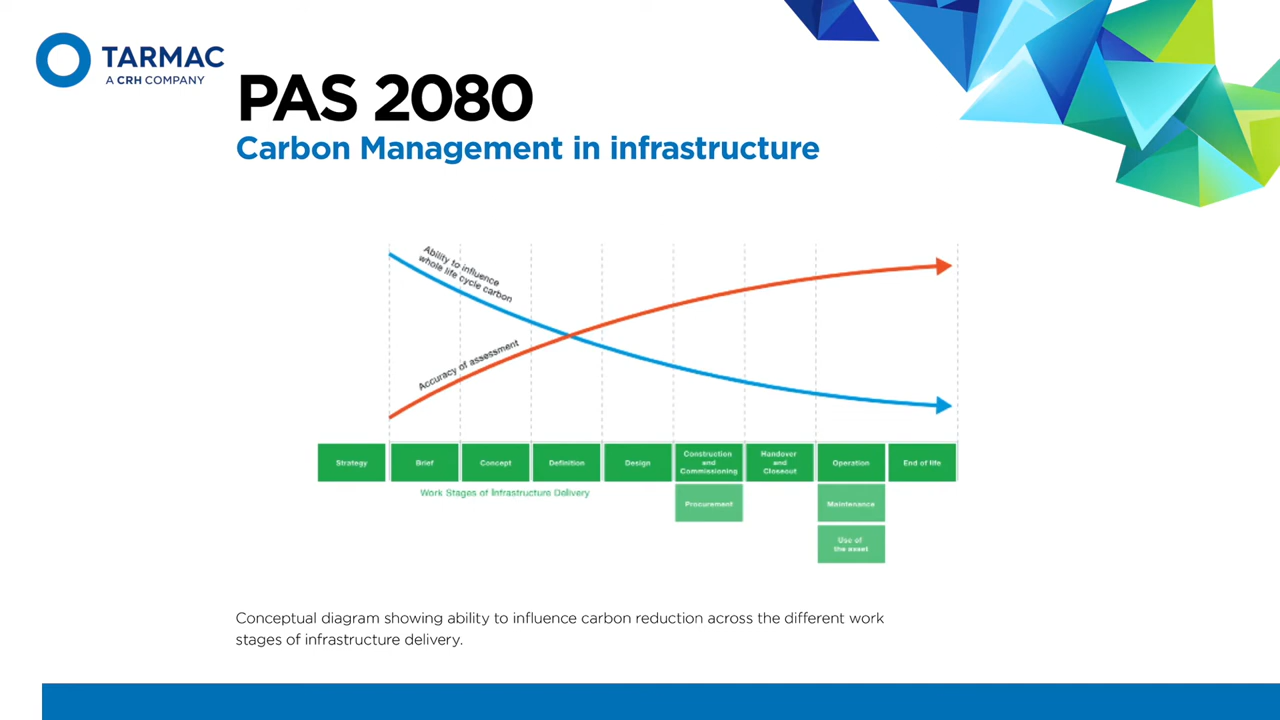 TARMAC
A CRH COMPANY
PAS 2080
Carbon Management in infrastructure
Ability to influence
whole life cycle carbon
Accuracy of assessment
Strategy
Brief
Concept
Definition
Design
Construction
and
Commissioning
Handover
and
Closeout
Operation
End of life
Work Stages of Infrastructure Delivery
Procurement
Maintenance
Use of
the asset
Conceptual diagram showing ability to influence carbon reduction across the different work
stages of infrastructure delivery.